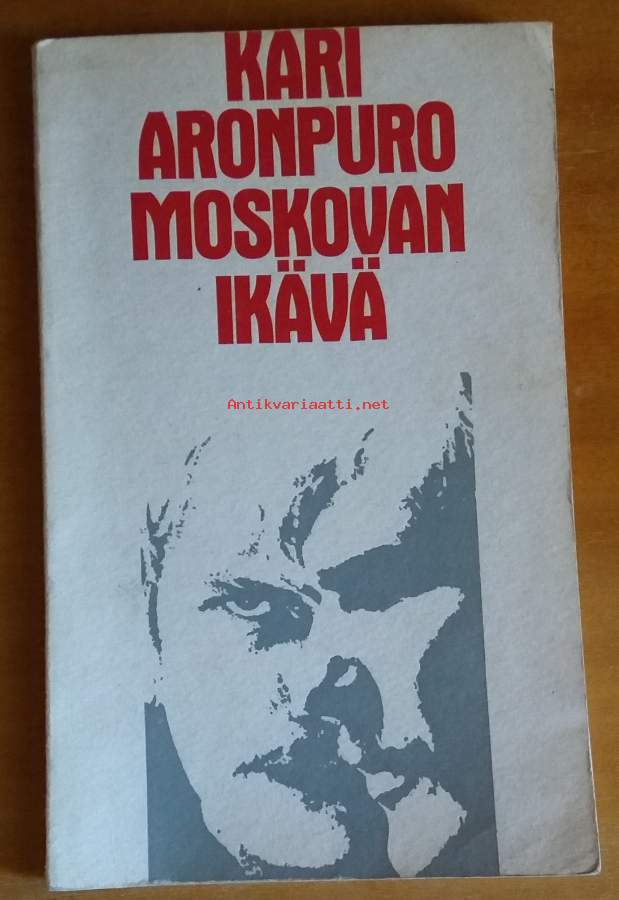 KARI
ARONPURO
MOSKOVAN
IKÄVÄ
Antikvariaatti.net